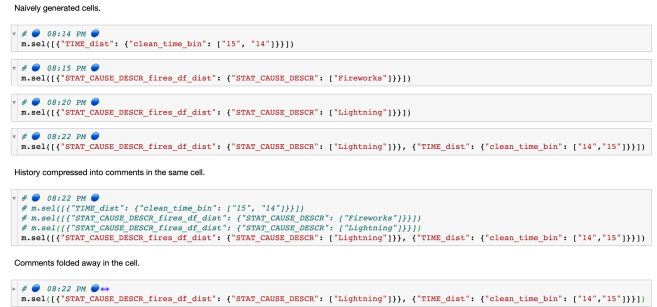 Naively generated cells.
# 🔵 08:14 PM 🔵
m.sel([{"TIME_dist": {"clean_time_bin": ["15", "14"]}}])
# 🔵 08:15 PM 🔵
m.sel([{"STAT_CAUSE_DESCR_fires_df_dist": {"STAT_CAUSE_DESCR": ["Fireworks"]}}])
# 🔵 08:20 PM 🔵
m.sel([{"STAT_CAUSE_DESCR_fires_df_dist": {"STAT_CAUSE_DESCR": ["Lightning"]}}])
# 🔵 08:22 PM 🔵
m.sel([{"STAT_CAUSE_DESCR_fires_df_dist": {"STAT_CAUSE_DESCR": ["Lightning"]}}, {"TIME_dist": {"clean_time_bin": ["14","15"]}}])
History compressed into comments in the same cell.
# 🔵 08:22 PM 🔵
# m.sel([{"TIME_dist": {"clean_time_bin": ["15", "14"]}}])
# m.sel([{"STAT_CAUSE_DESCR_fires_df_dist": {"STAT_CAUSE_DESCR": ["Fireworks"]}}])
# m.sel([{"STAT_CAUSE_DESCR_fires_df_dist": {"STAT_CAUSE_DESCR": ["Lightning"]}}])
m.sel([{"STAT_CAUSE_DESCR_fires_df_dist": {"STAT_CAUSE_DESCR": ["Lightning"]}}, {"TIME_dist": {"clean_time_bin": ["14","15"]}}])
Comments folded away in the cell.
# 🔵 08:22 PM 🔵↔
m.sel([{"STAT_CAUSE_DESCR_fires_df_dist": {"STAT_CAUSE_DESCR": ["Lightning"]}}, {"TIME_dist": {"clean_time_bin": ["14","15"]}}])